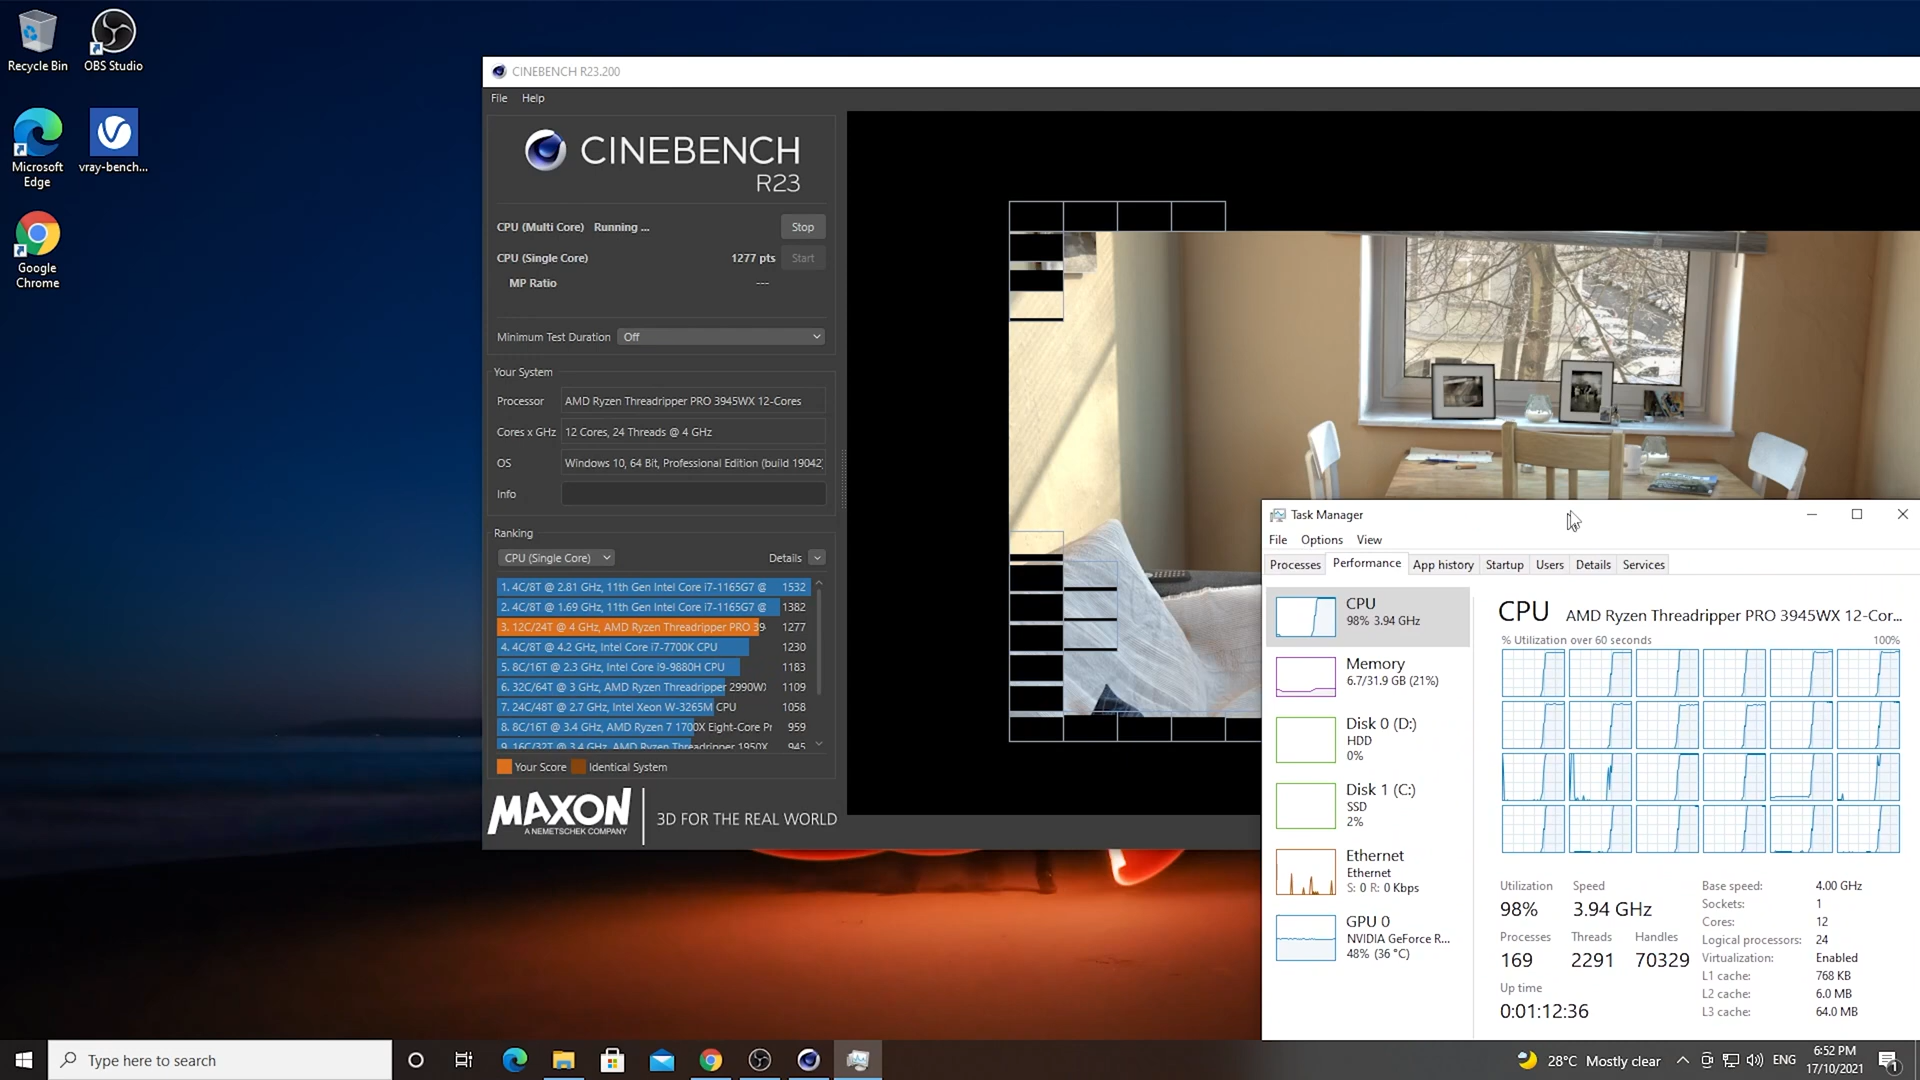 Recycle Bin
OBS Studio
Microsoft Edge
vray-bench...
Google Chrome
CINEBENCH R23.200
File Help
CINEBENCH
R23
CPU (Multi Core) Running ... Stop
CPU (Single Core) 1277 pts Start
MP Ratio ---
Minimum Test Duration Off
Your System
Processor AMD Ryzen Threadripper PRO 3945WX 12-Cores
Cores x GHz 12 Cores, 24 Threads @ 4 GHz
OS Windows 10, 64 Bit, Professional Edition (build 19042)
Info
Ranking
CPU (Single Core) Details
1. 4C/8T @ 2.81 GHz, 11th Gen Intel Core i7-1165G7 @ 1532
2. 4C/8T @ 1.69 GHz, 11th Gen Intel Core i7-1165G7 @ 1382
3. 12C/24T @ 4 GHz, AMD Ryzen Threadripper PRO 39 1277
4. 4C/8T @ 4.2 GHz, Intel Core i7-7700K CPU 1230
5. 8C/16T @ 2.3 GHz, Intel Core i9-9880H CPU 1183
6. 32C/64T @ 3 GHz, AMD Ryzen Threadripper 2990WX 1109
7. 24C/48T @ 2.7 GHz, Intel Xeon W-3265M CPU 1058
8. 8C/16T @ 3.4 GHz, AMD Ryzen 7 1700X Eight-Core Pr 959
9. 16C/32T @ 3.4 GHz, AMD Ryzen Threadripper 1950X 945
Your Score Identical System
MAXON
A NEMETSCHEK COMPANY
3D FOR THE REAL WORLD
Task Manager
File Options View
Processes Performance App history Startup Users Details Services
CPU
98% 3.94 GHz
Memory
6.7/31.9 GB (21%)
Disk 0 (D:)
HDD
0%
Disk 1 (C:)
SSD
2%
Ethernet
Ethernet
S: 0 R: 0 Kbps
GPU 0
NVIDIA GeForce R...
48% (36 °C)
CPU AMD Ryzen Threadripper PRO 3945WX 12-Cor...
% Utilization over 60 seconds 100%
Utilization Speed
98% 3.94 GHz
Processes Threads Handles
169 2291 70329
Up time
0:01:12:36
Base speed: 4.00 GHz
Sockets: 1
Cores: 12
Logical processors: 24
Virtualization: Enabled
L1 cache: 768 KB
L2 cache: 6.0 MB
L3 cache: 64.0 MB
Type here to search
28°C Mostly clear
ENG
6:52 PM
17/10/2021
1